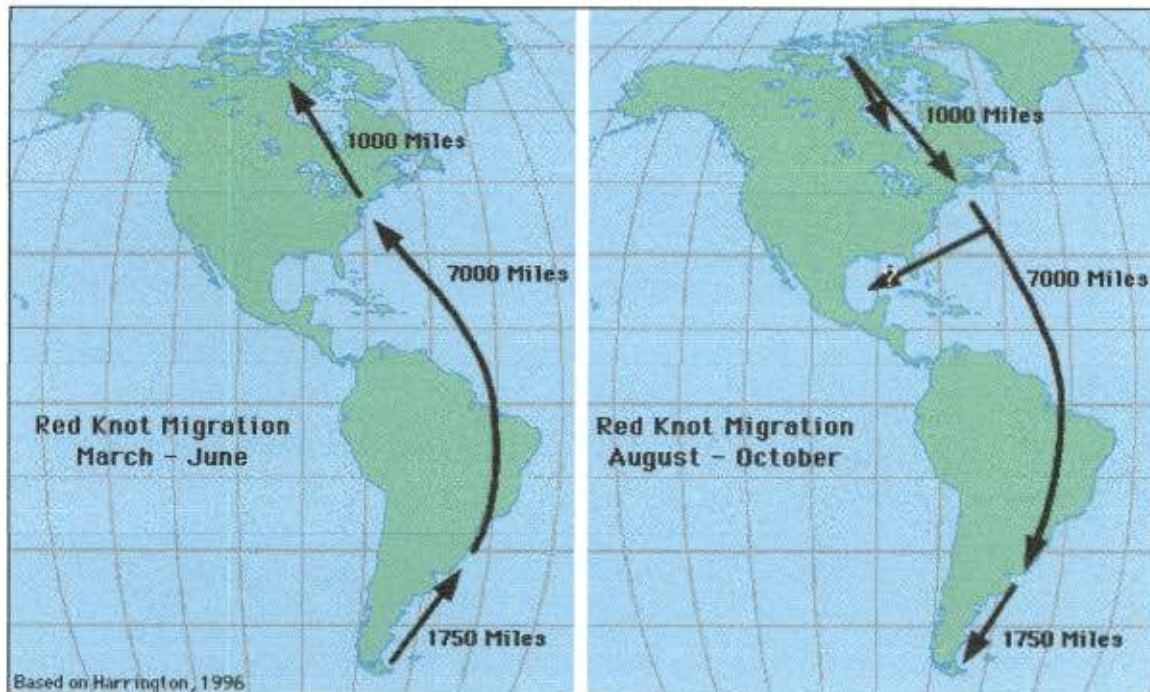 1000 Miles
7000 Miles
Red Knot Migration
March - June
1750 Miles
Based on Harrington, 1996
1000 Miles
?
7000 Miles
Red Knot Migration
August - October
1750 Miles